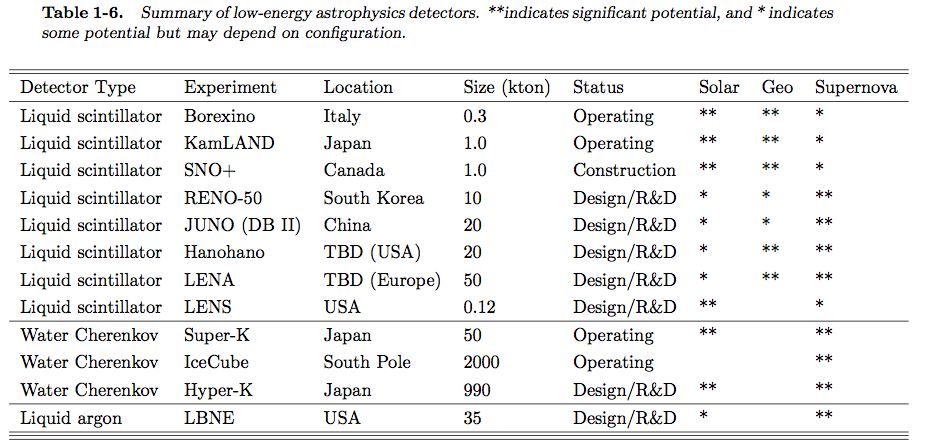 Table 1-6. Summary of low-energy astrophysics detectors. **indicates significant potential, and * indicates
some potential but may depend on configuration.
Detector Type Experiment Location Size (kton) Status Solar Geo Supernova
Liquid scintillator Borexino Italy 0.3 Operating ** ** *
Liquid scintillator KamLAND Japan 1.0 Operating ** ** *
Liquid scintillator SNO+ Canada 1.0 Construction ** ** *
Liquid scintillator RENO-50 South Korea 10 Design/R&D * * **
Liquid scintillator JUNO (DB II) China 20 Design/R&D * * **
Liquid scintillator Hanohano TBD (USA) 20 Design/R&D * ** **
Liquid scintillator LENA TBD (Europe) 50 Design/R&D * ** **
Liquid scintillator LENS USA 0.12 Design/R&D ** *
Water Cherenkov Super-K Japan 50 Operating ** **
Water Cherenkov IceCube South Pole 2000 Operating **
Water Cherenkov Hyper-K Japan 990 Design/R&D ** **
Liquid argon LBNE USA 35 Design/R&D * **